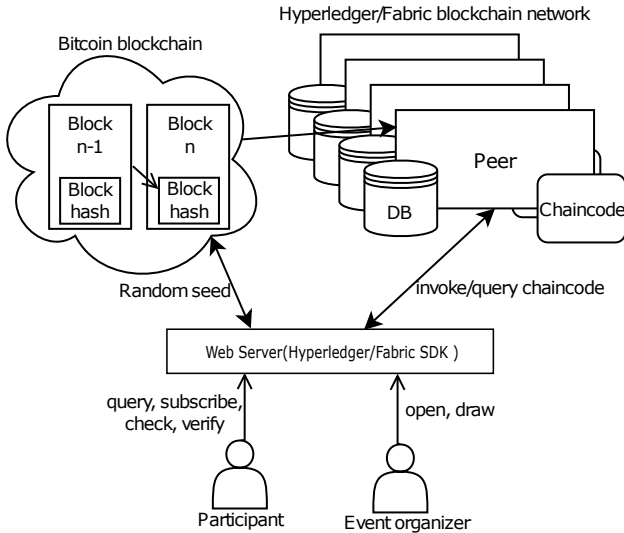 Hyperledger/Fabric blockchain network
Bitcoin blockchain
Block
n-1
Block
n
Block
hash
Block
hash
Peer
DB
Chaincode
Random seed
invoke/query chaincode
Web Server(Hyperledger/Fabric SDK )
query, subscribe,
check, verify
open, draw
Participant
Event organizer